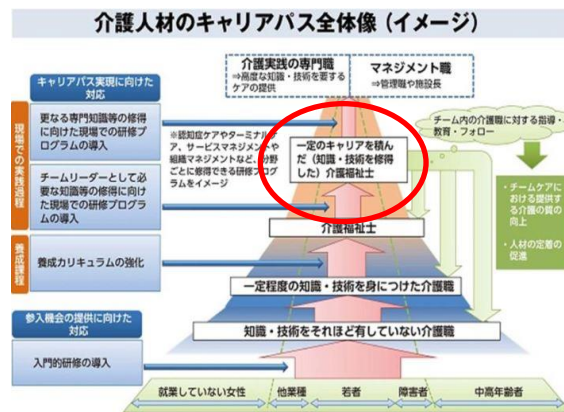 介護人材のキャリアパス全体像（イメージ）
介護実践の専門職
⇒高度な知識・技術を要する
ケアの提供
マネジメント職
⇒管理職や施設長
キャリアパス実現に向けた
対応
現場での実践過程
更なる専門知識等の修得
に向けた現場での研修プ
ログラムの導入
※認知症ケアやターミナルケ
ア、サービスマネジメントや
組織マネジメントなど、分野
ごとに修得できる研修プログ
ラムをイメージ
一定のキャリアを積ん
だ（知識・技術を修得
した）介護福祉士
チーム内の介護職に対する指導・
教育・フォロー
チームリーダーとして必
要な知識等の修得に向け
た現場での研修プログラ
ムの導入
・チームケアに
おける提供す
る介護の質の
向上
・人材の定着の
促進
介護福祉士
養成課程
養成カリキュラムの強化
一定程度の知識・技術を身につけた介護職
参入機会の提供に向けた
対応
知識・技術をそれほど有していない介護職
入門的研修の導入
就業していない女性
他業種
若者
障害者
中高年齢者